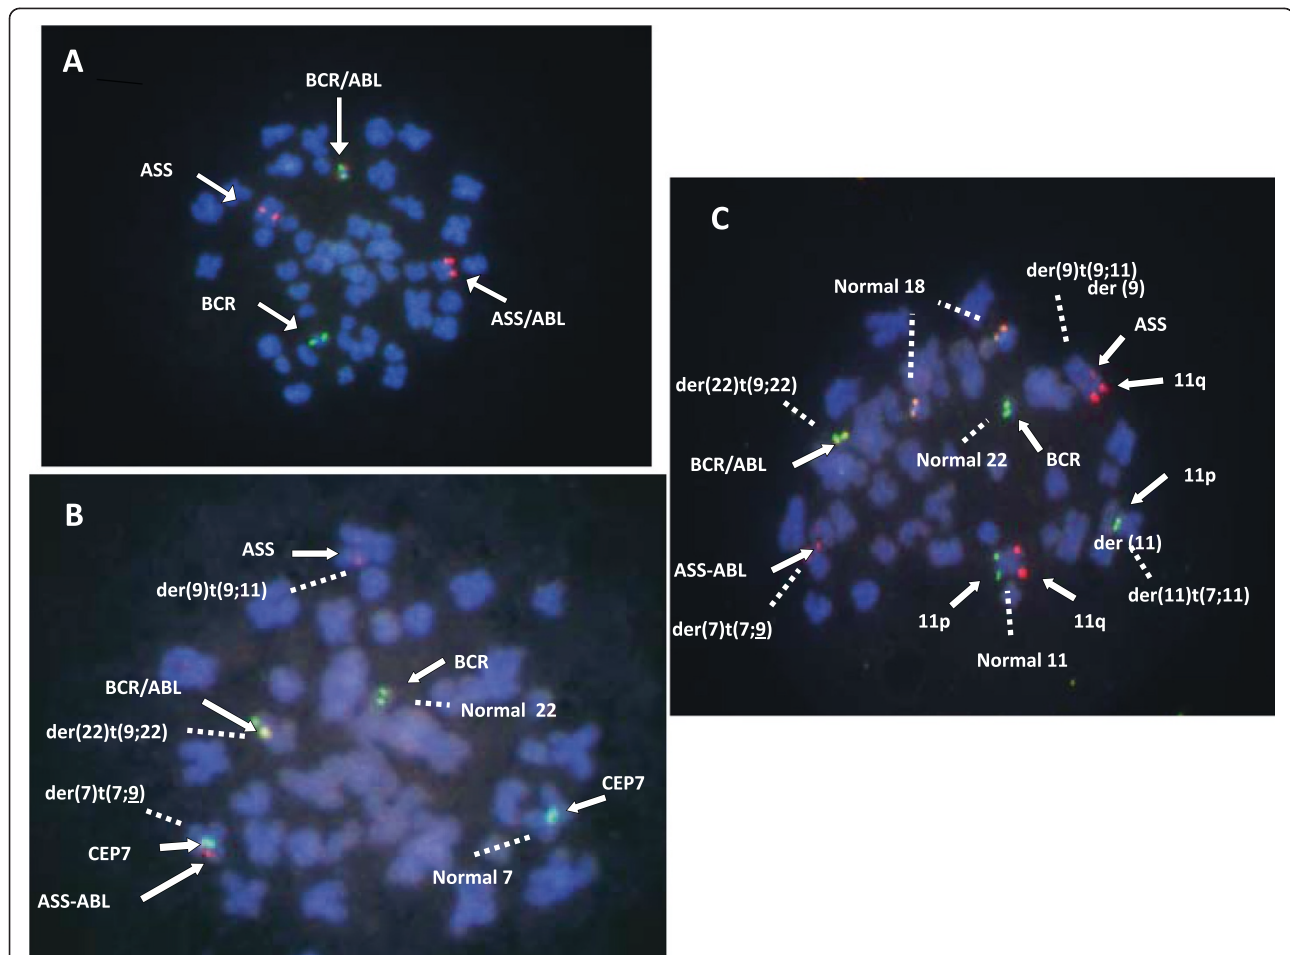 A
BCR/ABL
ASS
BCR
ASS/ABL
B
ASS
der(9)t(9;11)
BCR
BCR/ABL
Normal 22
der(22)t(9;22)
der(7)t(7;9)
CEP7
CEP7
Normal 7
ASS-ABL
C
der(9)t(9;11)
Normal 18
der (9)
ASS
der(22)t(9;22)
11q
BCR/ABL
Normal 22
BCR
11p
der (11)
ASS-ABL
der(11)t(7;11)
11p
11q
der(7)t(7;9)
Normal 11